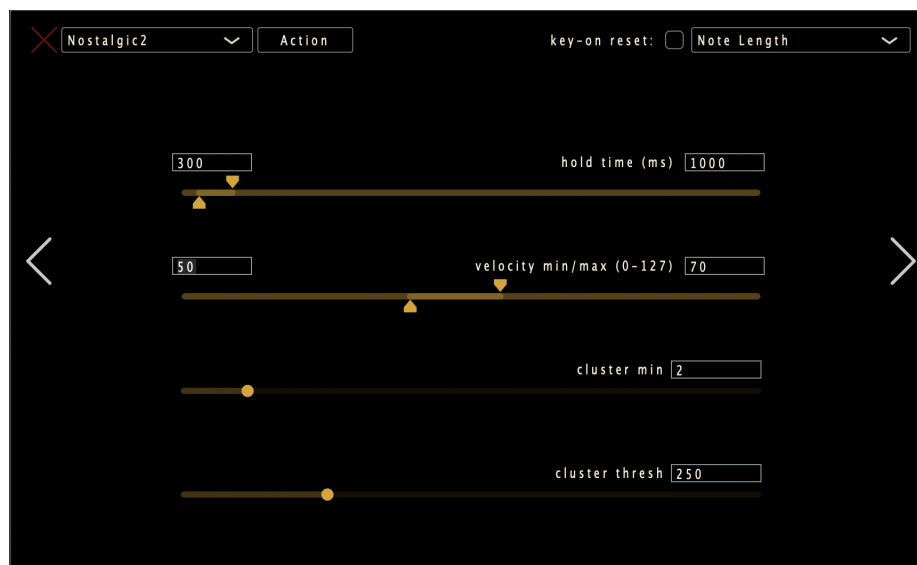 Nostalgic2 Action key-on reset: Note Length
300 hold time (ms) 1000
50 velocity min/max (0-127) 70
cluster min 2
cluster thresh 250